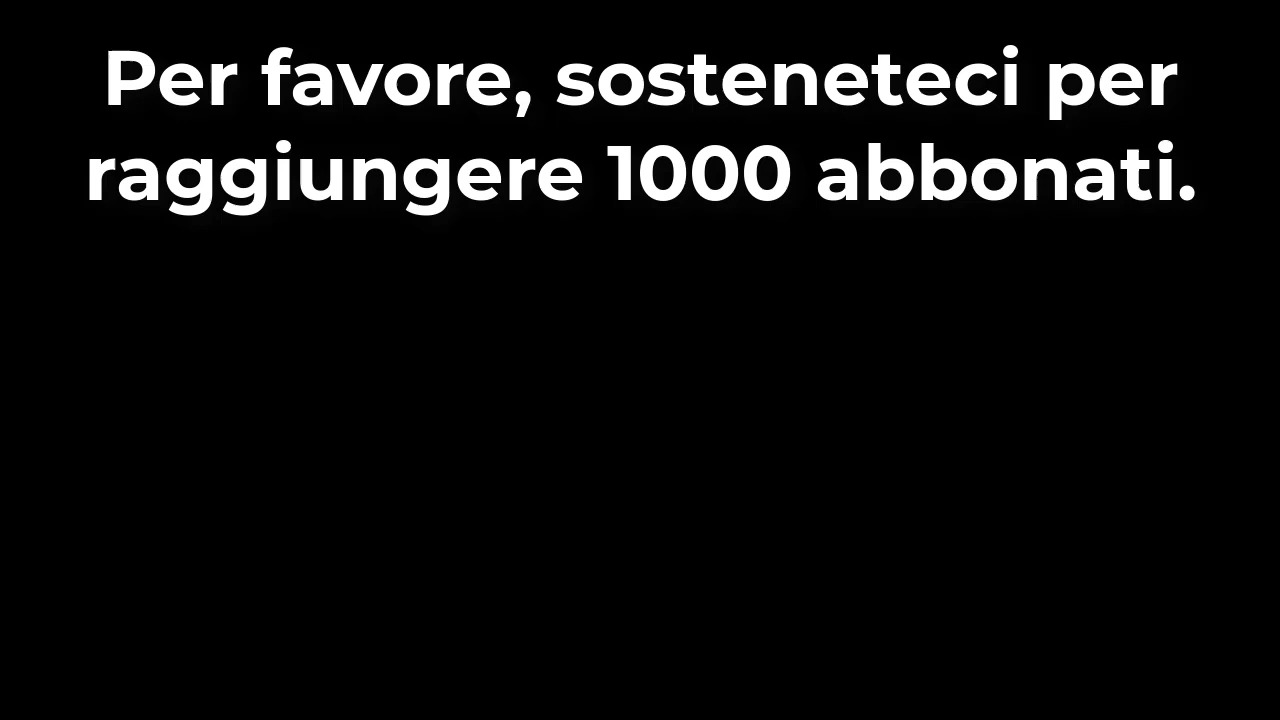 Per favore, sosteneteci per
raggiungere 1000 abbonati.